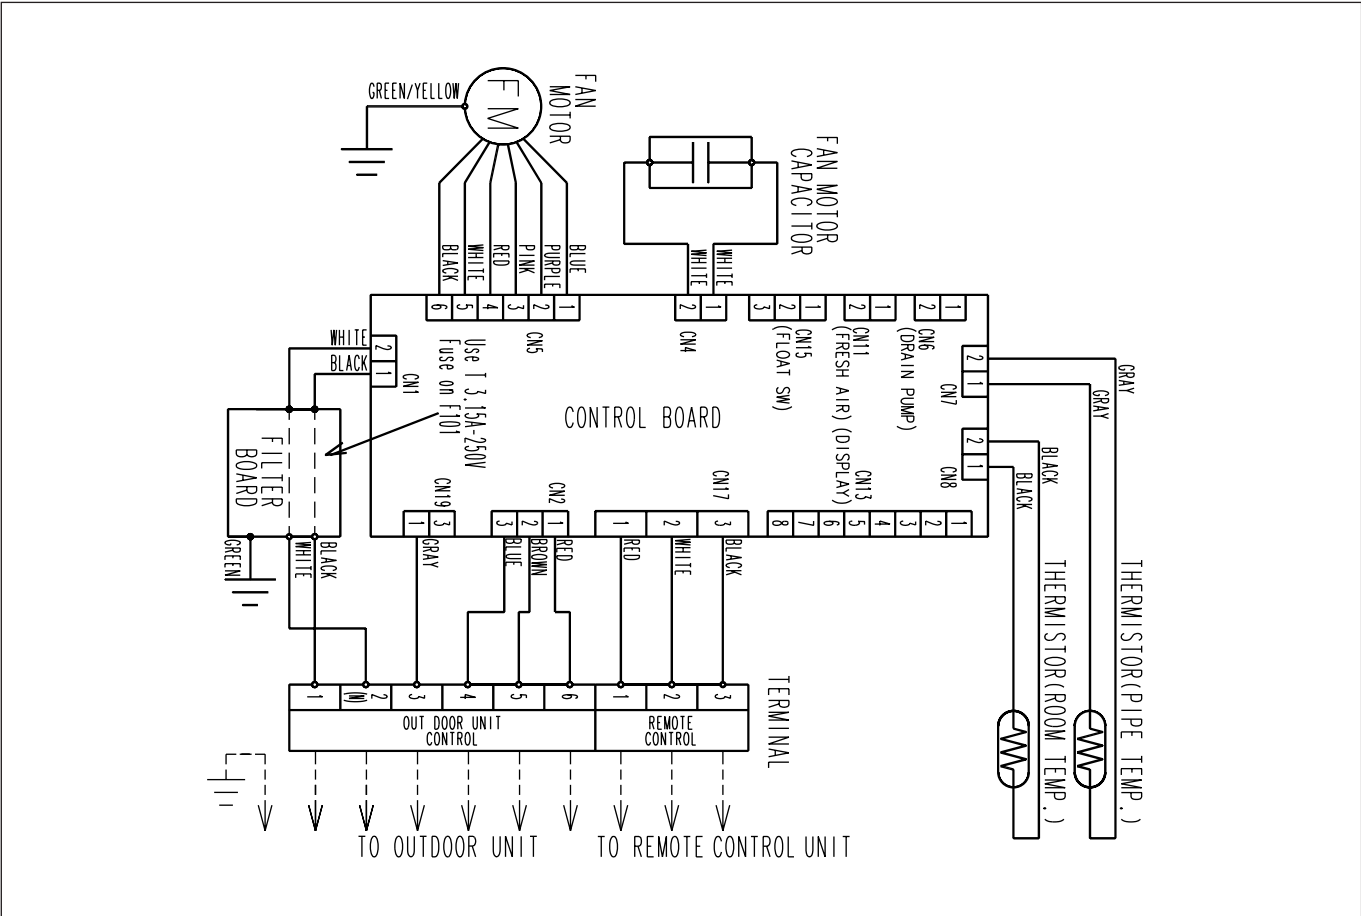 GREEN/YELLOW
FM
FAN
MOTOR
FAN MOTOR
CAPACITOR
BLACK
WHITE
RED
PINK
PURPLE
BLUE
WHITE
WHITE
6
5
4
3
2
1
CN5
2
1
CN4
3
2
1
CN15
(FLOAT SW)
2
1
CN11
(FRESH AIR)
2
1
CN6
(DRAIN PUMP)
WHITE
BLACK
2
1
CN1
Use T 3.15A-250V
Fuse on F101
CONTROL BOARD
2
1
CN7
GRAY
GRAY
2
1
CN8
BLACK
BLACK
FILTER
BOARD
GREEN
WHITE
BLACK
CN19
1
3
GRAY
CN2
3
2
1
BLUE
BROWN
RED
CN17
1
2
3
RED
WHITE
BLACK
CN13
(DISPLAY)
8
7
6
5
4
3
2
1
THERMISTOR(ROOM TEMP.)
THERMISTOR(PIPE TEMP.)
TERMINAL
1
2
(N)
3
4
5
6
1
2
3
OUT DOOR UNIT
CONTROL
REMOTE
CONTROL
TO OUTDOOR UNIT
TO REMOTE CONTROL UNIT